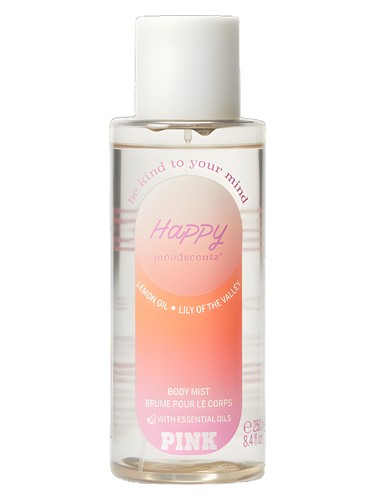 be kind to your mind
Happy
moodscentz®
LEMON OIL • LILY OF THE VALLEY
BODY MIST
BRUME POUR LE CORPS
WITH ESSENTIAL OILS
PINK
℮ 250
8.4 fl oz